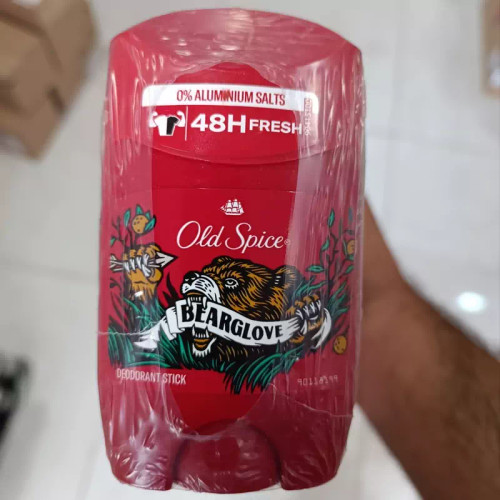 0% ALUMINIUM SALTS
48H FRESH
Old Spice
BEARGLOVE
DEODORANT STICK